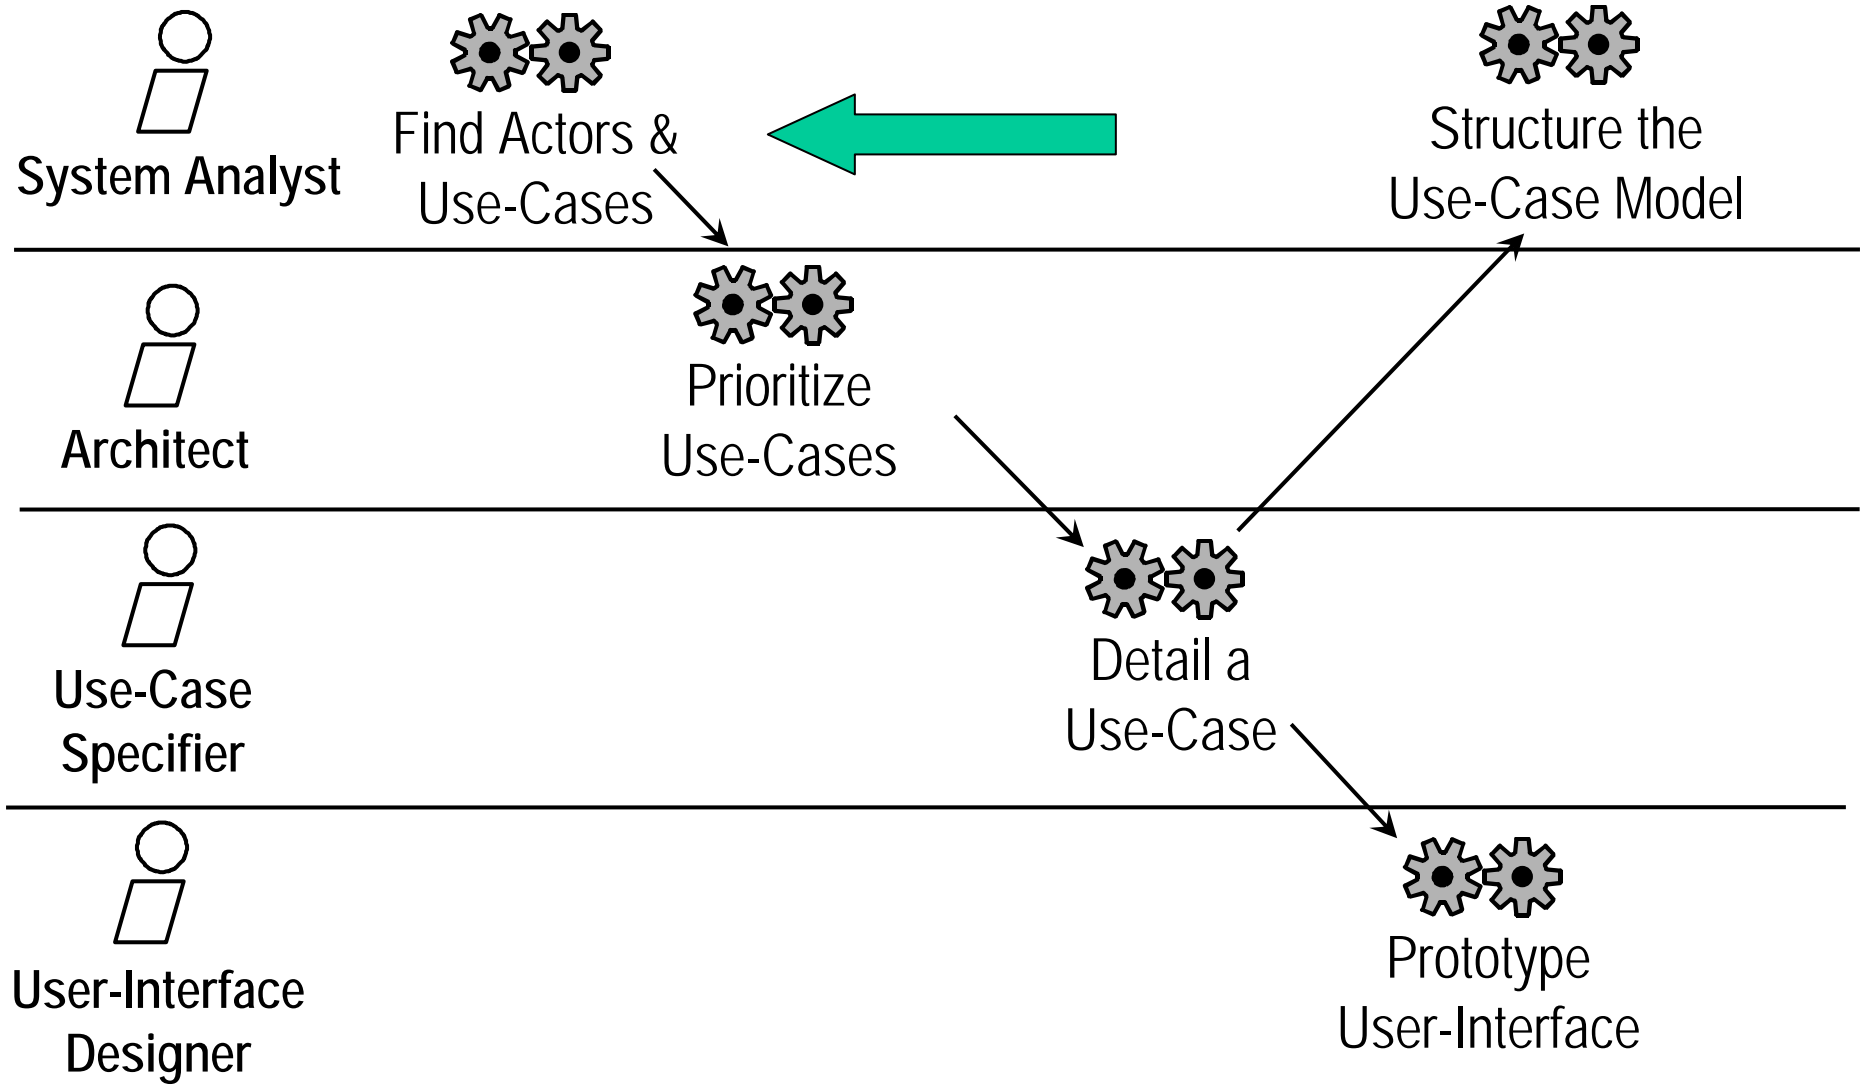 Find Actors &
Use-Cases
Structure the
Use-Case Model
System Analyst
Prioritize
Use-Cases
Architect
Detail a
Use-Case
Use-Case
Specifier
Prototype
User-Interface
User-Interface
Designer